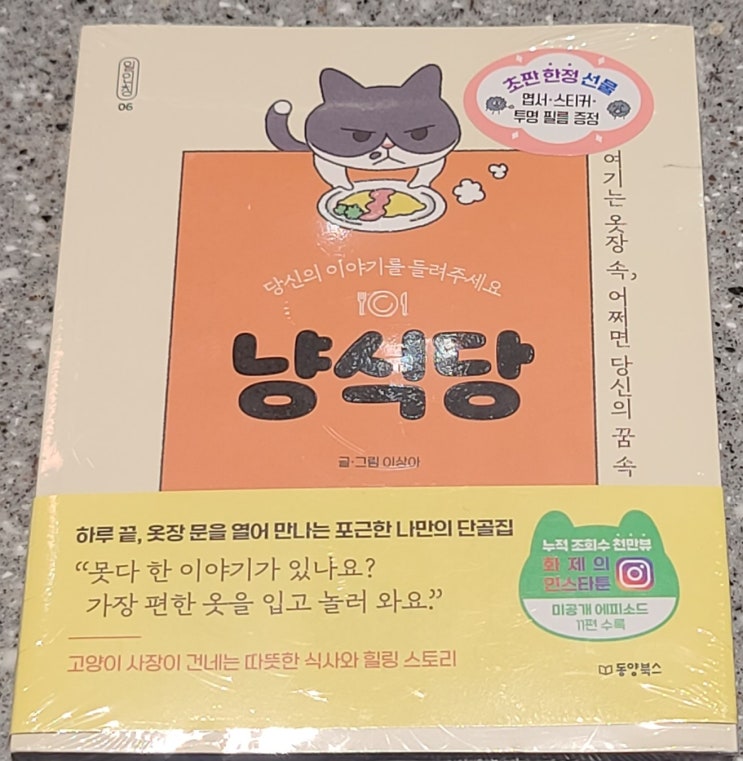 06
초판 한정 선물
엽서·스티커·
투명 필름 증정
여기는 옷장 속, 어쩌면 당신의 꿈 속
당신의 이야기를 들려주세요
냥식당
글·그림 이상아
하루 끝, 옷장 문을 열어 만나는 포근한 나만의 단골집
“못다 한 이야기가 있나요?
가장 편한 옷을 입고 놀러 와요.”
고양이 사장이 건네는 따뜻한 식사와 힐링 스토리
누적 조회수 천만뷰
화제의
인스타툰
미공개 에피소드
11편 수록
동양북스